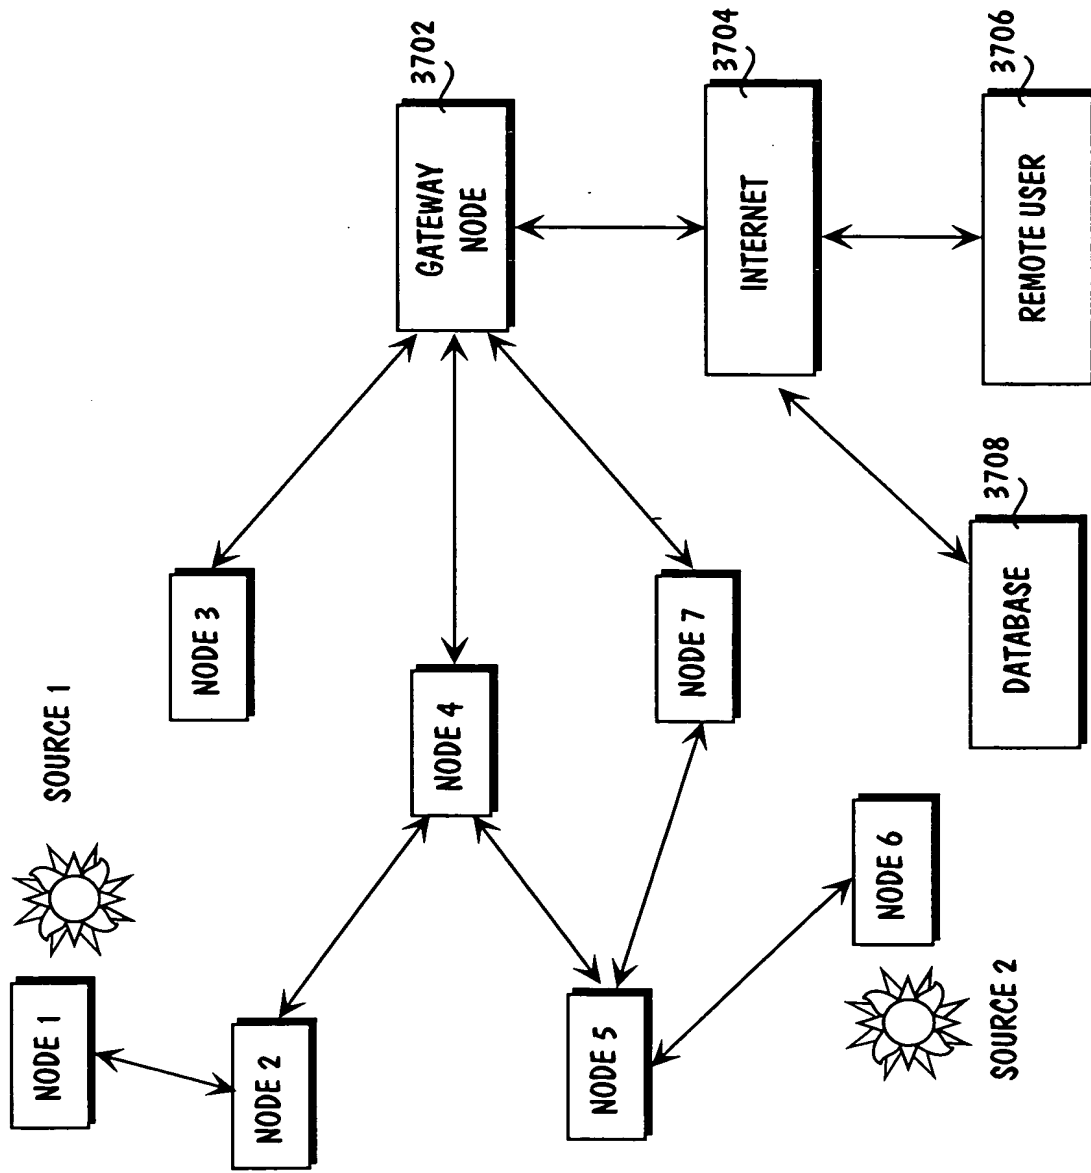 SOURCE 1
NODE 1
NODE 2
NODE 3
NODE 4
NODE 5
NODE 6
NODE 7
SOURCE 2
GATEWAY
NODE
3702
INTERNET
3704
REMOTE USER
3706
DATABASE
3708